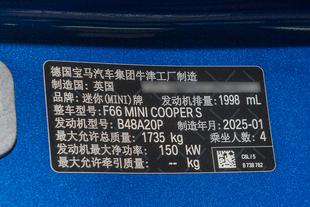 德国宝马汽车集团牛津工厂制造
制造国: 英国
品牌: 迷你(MINI)牌 发动机排量: 1998 mL
整车型号: F66 MINI COOPER S
发动机型号: B48A20P 2025-01
最大允许总质量: 1735 kg 乘坐人数 4
发动机最大净功率: 150 kW
最大允许牵引质量: -- kg